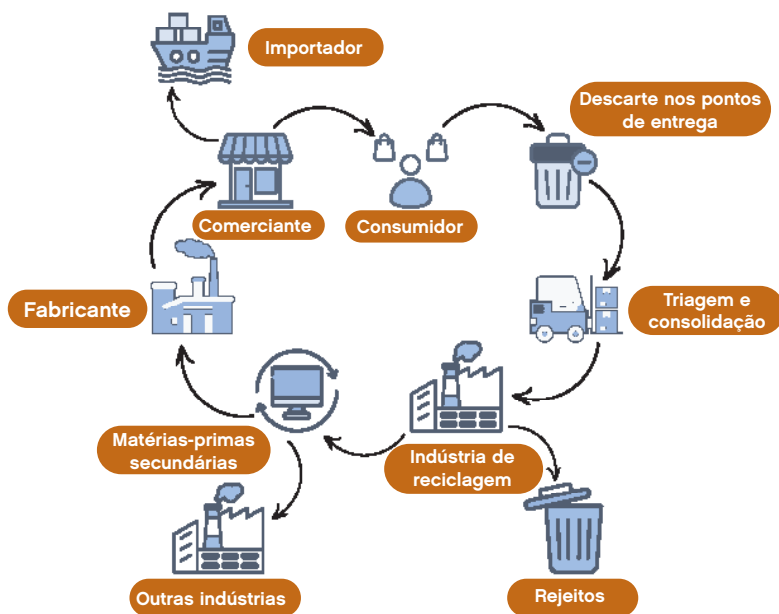 Importador
Descarte nos pontos
de entrega
Comerciante
Consumidor
Fabricante
Triagem e
consolidação
Matérias-primas
secundárias
Indústria de
reciclagem
Outras indústrias
Rejeitos